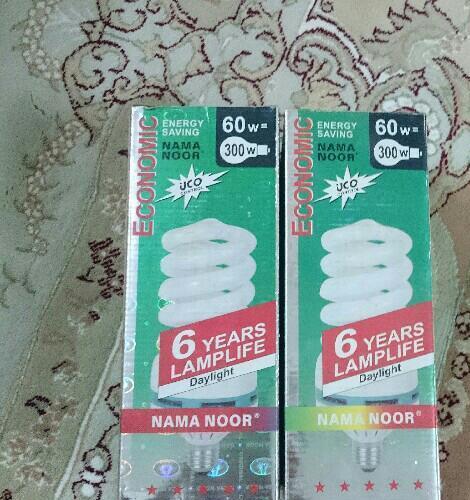 ECONOMIC
ENERGY
SAVING
NAMA
NOOR
60W=
300W
UCO
6 YEARS
LAMPLIFE
Daylight
NAMA NOOR®
ECONOMIC
ENERGY
SAVING
NAMA
NOOR
60W=
300W
UCO
6 YEARS
LAMPLIFE
Daylight
NAMA NOOR®